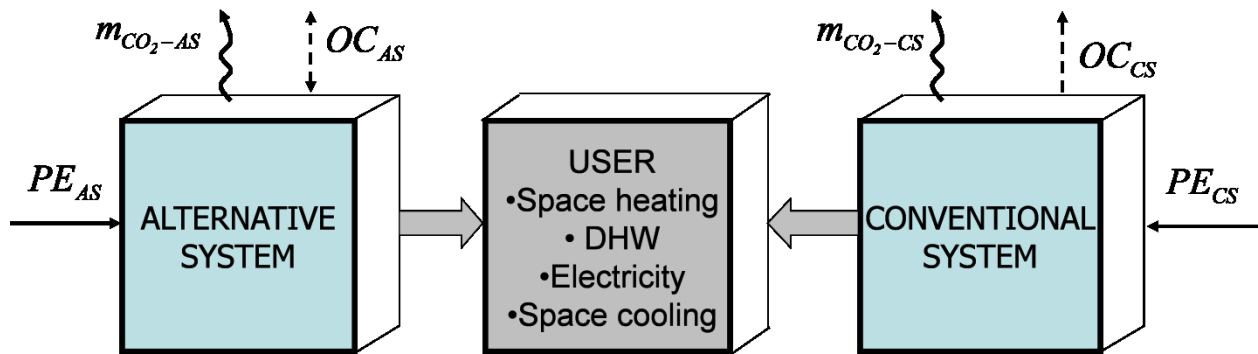 m_{CO_2-AS}
OC_{AS}
PE_{AS}
ALTERNATIVE
SYSTEM
USER
•Space heating
• DHW
•Electricity
•Space cooling
m_{CO_2-CS}
OC_{CS}
CONVENTIONAL
SYSTEM
PE_{CS}